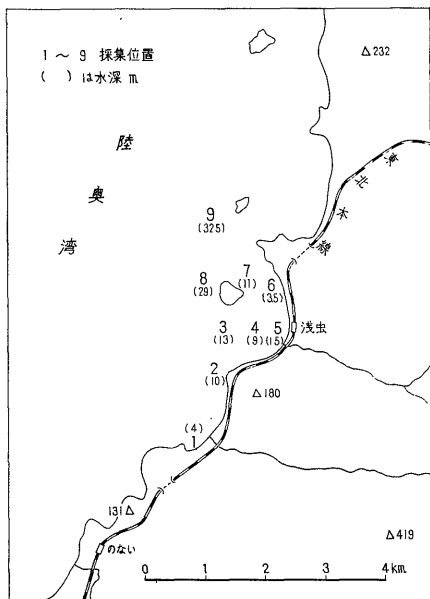 1 ～ 9 採集位置
( ) は水深 m
△232
陸
奥
湾
東
北
本
線
9
(325)
7
(11)
8
(29)
6
(3.5)
3
(13)
4
(9)
5
(1.5)
浅虫
2
(10)
△180
(4)
1
131△
のない
△419
0 1 2 3 4 km